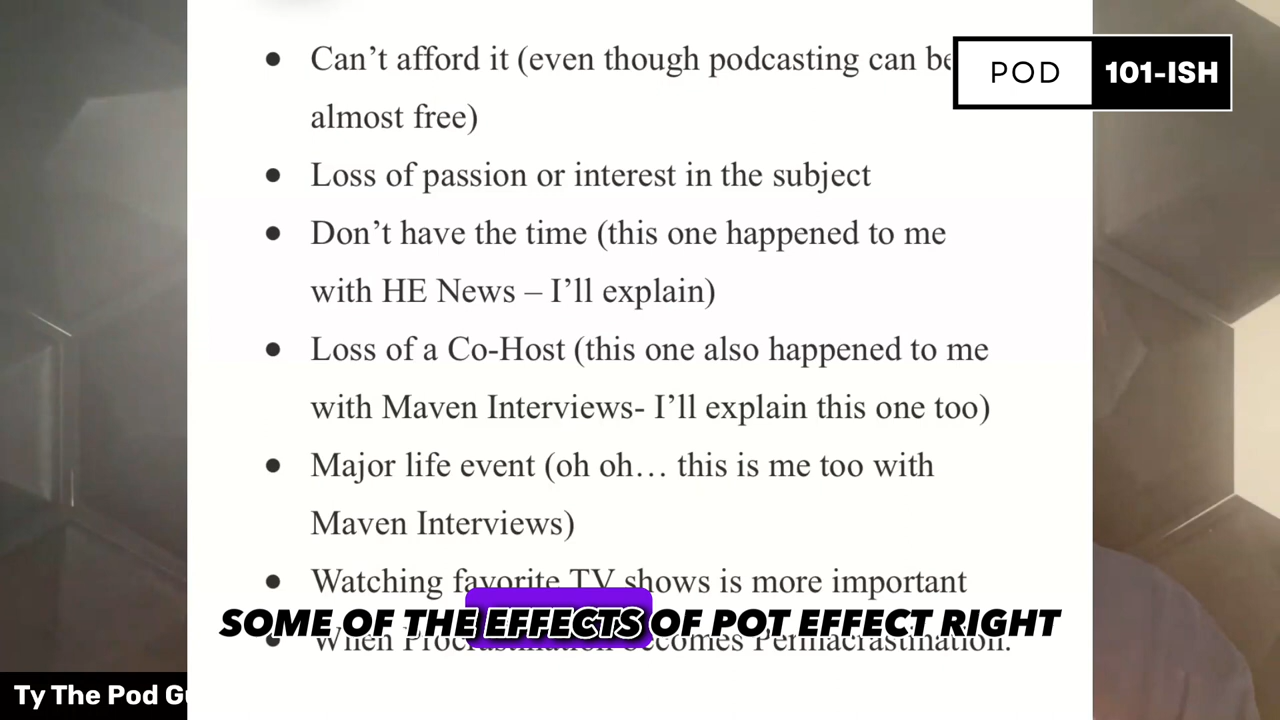 Can’t afford it (even though podcasting can be
almost free)
POD 101-ISH
Loss of passion or interest in the subject
Don’t have the time (this one happened to me
with HE News – I’ll explain)
Loss of a Co-Host (this one also happened to me
with Maven Interviews- I’ll explain this one too)
Major life event (oh oh… this is me too with
Maven Interviews)
Watching favorite TV shows is more important
SOME OF THE EFFECTS OF POT EFFECT RIGHT
When Procrastination becomes Permacrastination.
Ty The Pod